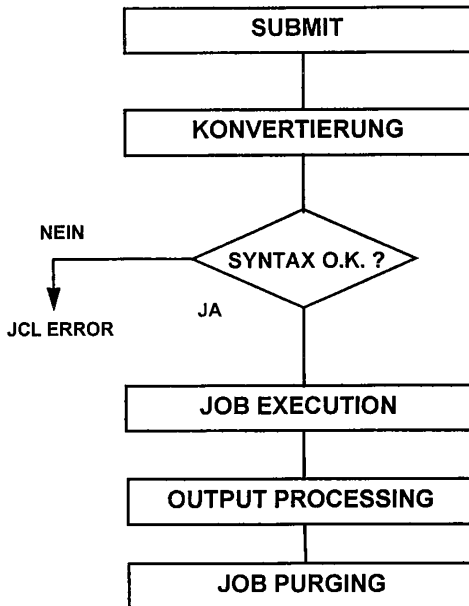 SUBMIT
KONVERTIERUNG
NEIN
SYNTAX O.K. ?
JA
JCL ERROR
JOB EXECUTION
OUTPUT PROCESSING
JOB PURGING